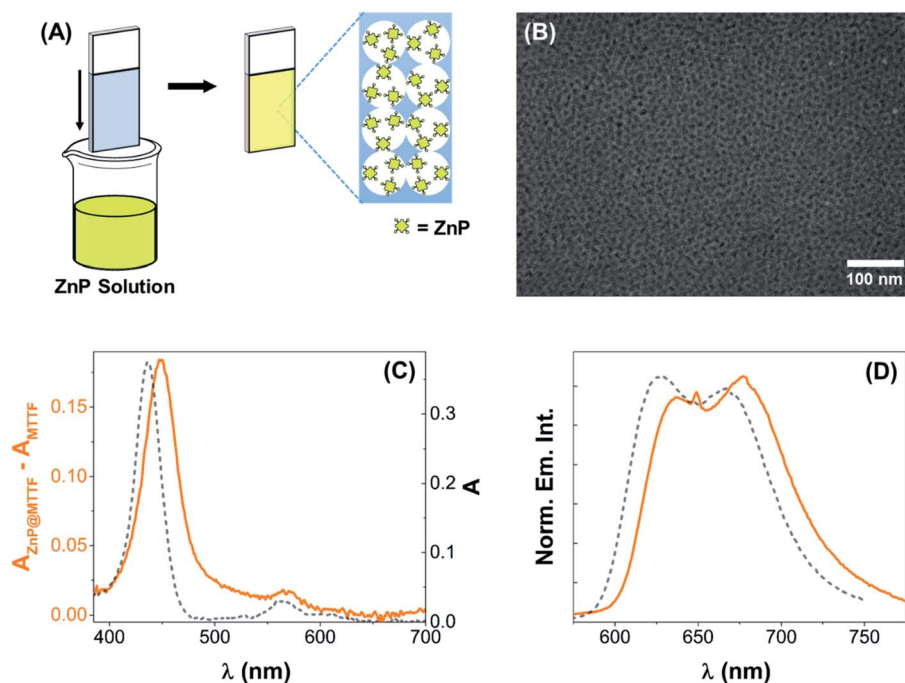 (A)
ZnP Solution
= ZnP
(B)
100 nm
(C)
A_ZnP@MTTF - A_MTTF
0.15
0.10
0.05
0.00
A
0.3
0.2
0.1
0.0
400 500 600 700
λ (nm)
(D)
Norm. Em. Int.
600 650 700 750
λ (nm)